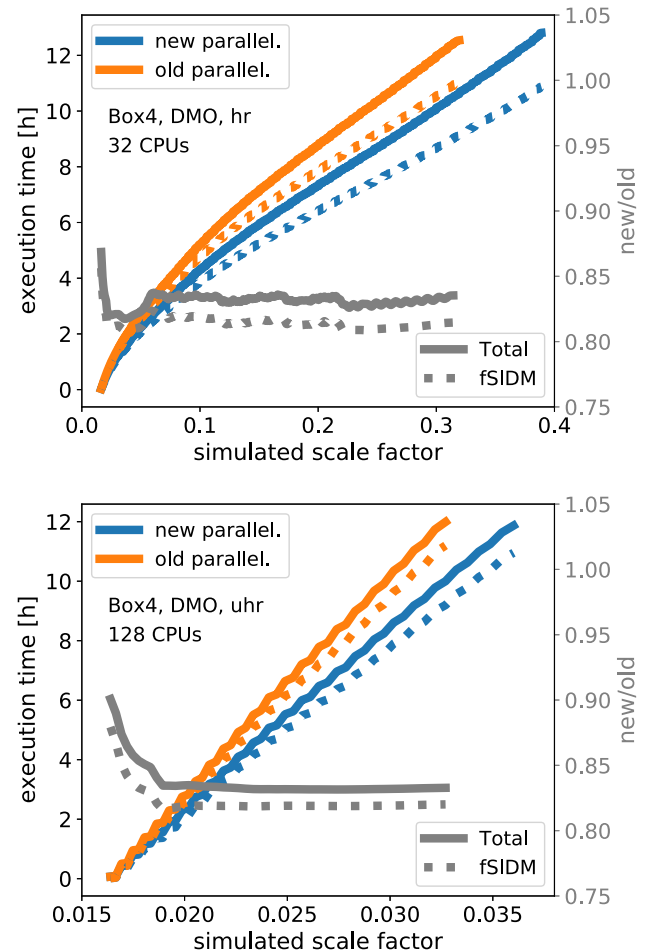 new parallel.
old parallel.
Box4, DMO, hr
32 CPUs
Total
fSIDM
execution time [h]
0
2
4
6
8
10
12
new/old
0.75
0.80
0.85
0.90
0.95
1.00
1.05
0.0
0.1
0.2
0.3
0.4
simulated scale factor
new parallel.
old parallel.
Box4, DMO, uhr
128 CPUs
Total
fSIDM
execution time [h]
0
2
4
6
8
10
12
new/old
0.75
0.80
0.85
0.90
0.95
1.00
1.05
0.015
0.020
0.025
0.030
0.035
simulated scale factor